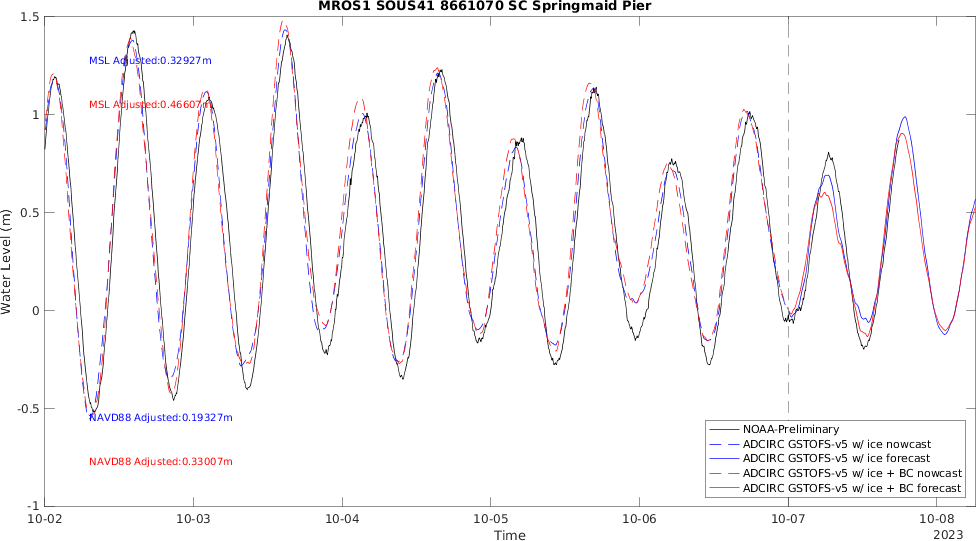 MROS1 SOUS41 8661070 SC Springmaid Pier
1.5
1
0.5
0
-0.5
-1
Water Level (m)
MSL Adjusted:0.32927m
MSL Adjusted:0.46607m
NAVD88 Adjusted:0.19327m
NAVD88 Adjusted:0.33007m
NOAA-Preliminary
ADCIRC GSTOFS-v5 w/ ice nowcast
ADCIRC GSTOFS-v5 w/ ice forecast
ADCIRC GSTOFS-v5 w/ ice + BC nowcast
ADCIRC GSTOFS-v5 w/ ice + BC forecast
10-02 10-03 10-04 10-05 10-06 10-07 10-08
Time
2023